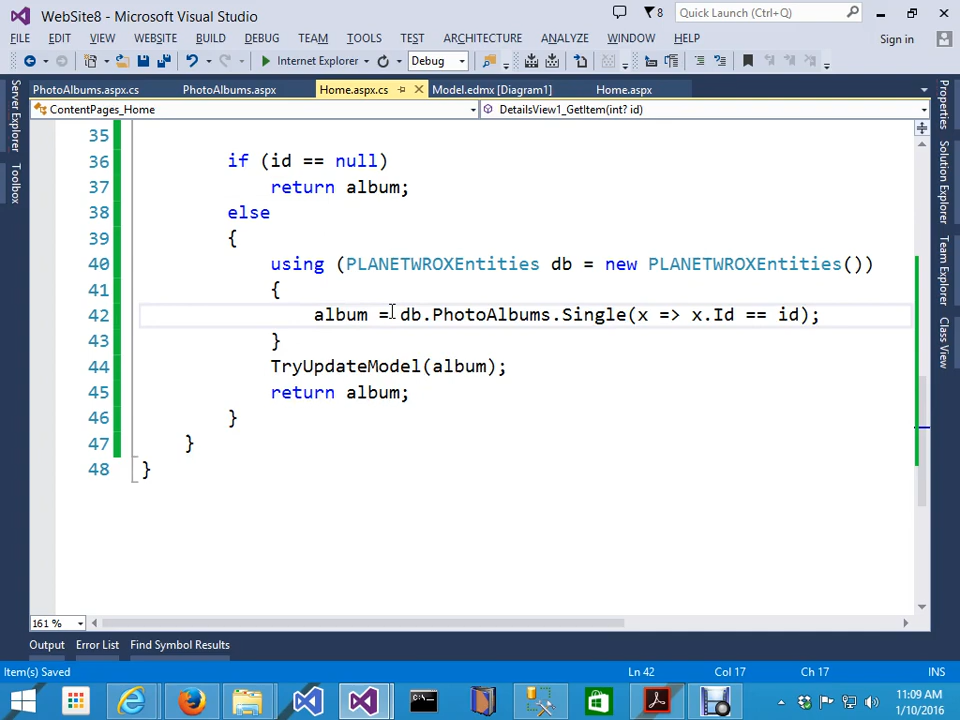 WebSite8 - Microsoft Visual Studio
8
Quick Launch (Ctrl+Q)
FILE EDIT VIEW WEBSITE BUILD DEBUG TEAM TOOLS TEST ARCHITECTURE ANALYZE WINDOW HELP Sign in
Internet Explorer Debug
PhotoAlbums.aspx.cs PhotoAlbums.aspx Home.aspx.cs Model.edmx [Diagram1] Home.aspx
ContentPages_Home DetailsView1_GetItem(int? id)
Server Explorer
Toolbox
Properties
Solution Explorer
Team Explorer
Class View
35
36 if (id == null)
37 return album;
38 else
39 {
40 using (PLANETWROXEntities db = new PLANETWROXEntities())
41 {
42 album = db.PhotoAlbums.Single(x => x.Id == id);
43 }
44 TryUpdateModel(album);
45 return album;
46 }
47 }
48 }
161 %
Output Error List Find Symbol Results
Item(s) Saved Ln 42 Col 17 Ch 17 INS
11:09 AM
1/10/2016